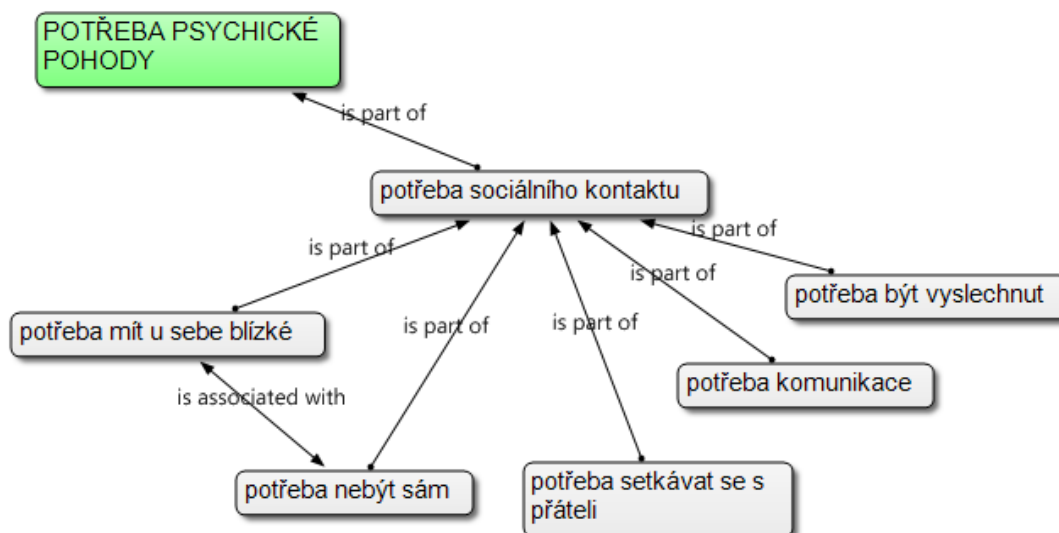 POTŘEBA PSYCHICKÉ
POHODY
is part of
potřeba sociálního kontaktu
is part of
is part of
is part of
is part of
is part of
potřeba být vyslechnut
potřeba mít u sebe blízké
potřeba komunikace
is associated with
potřeba nebýt sám
potřeba setkávat se s
přáteli